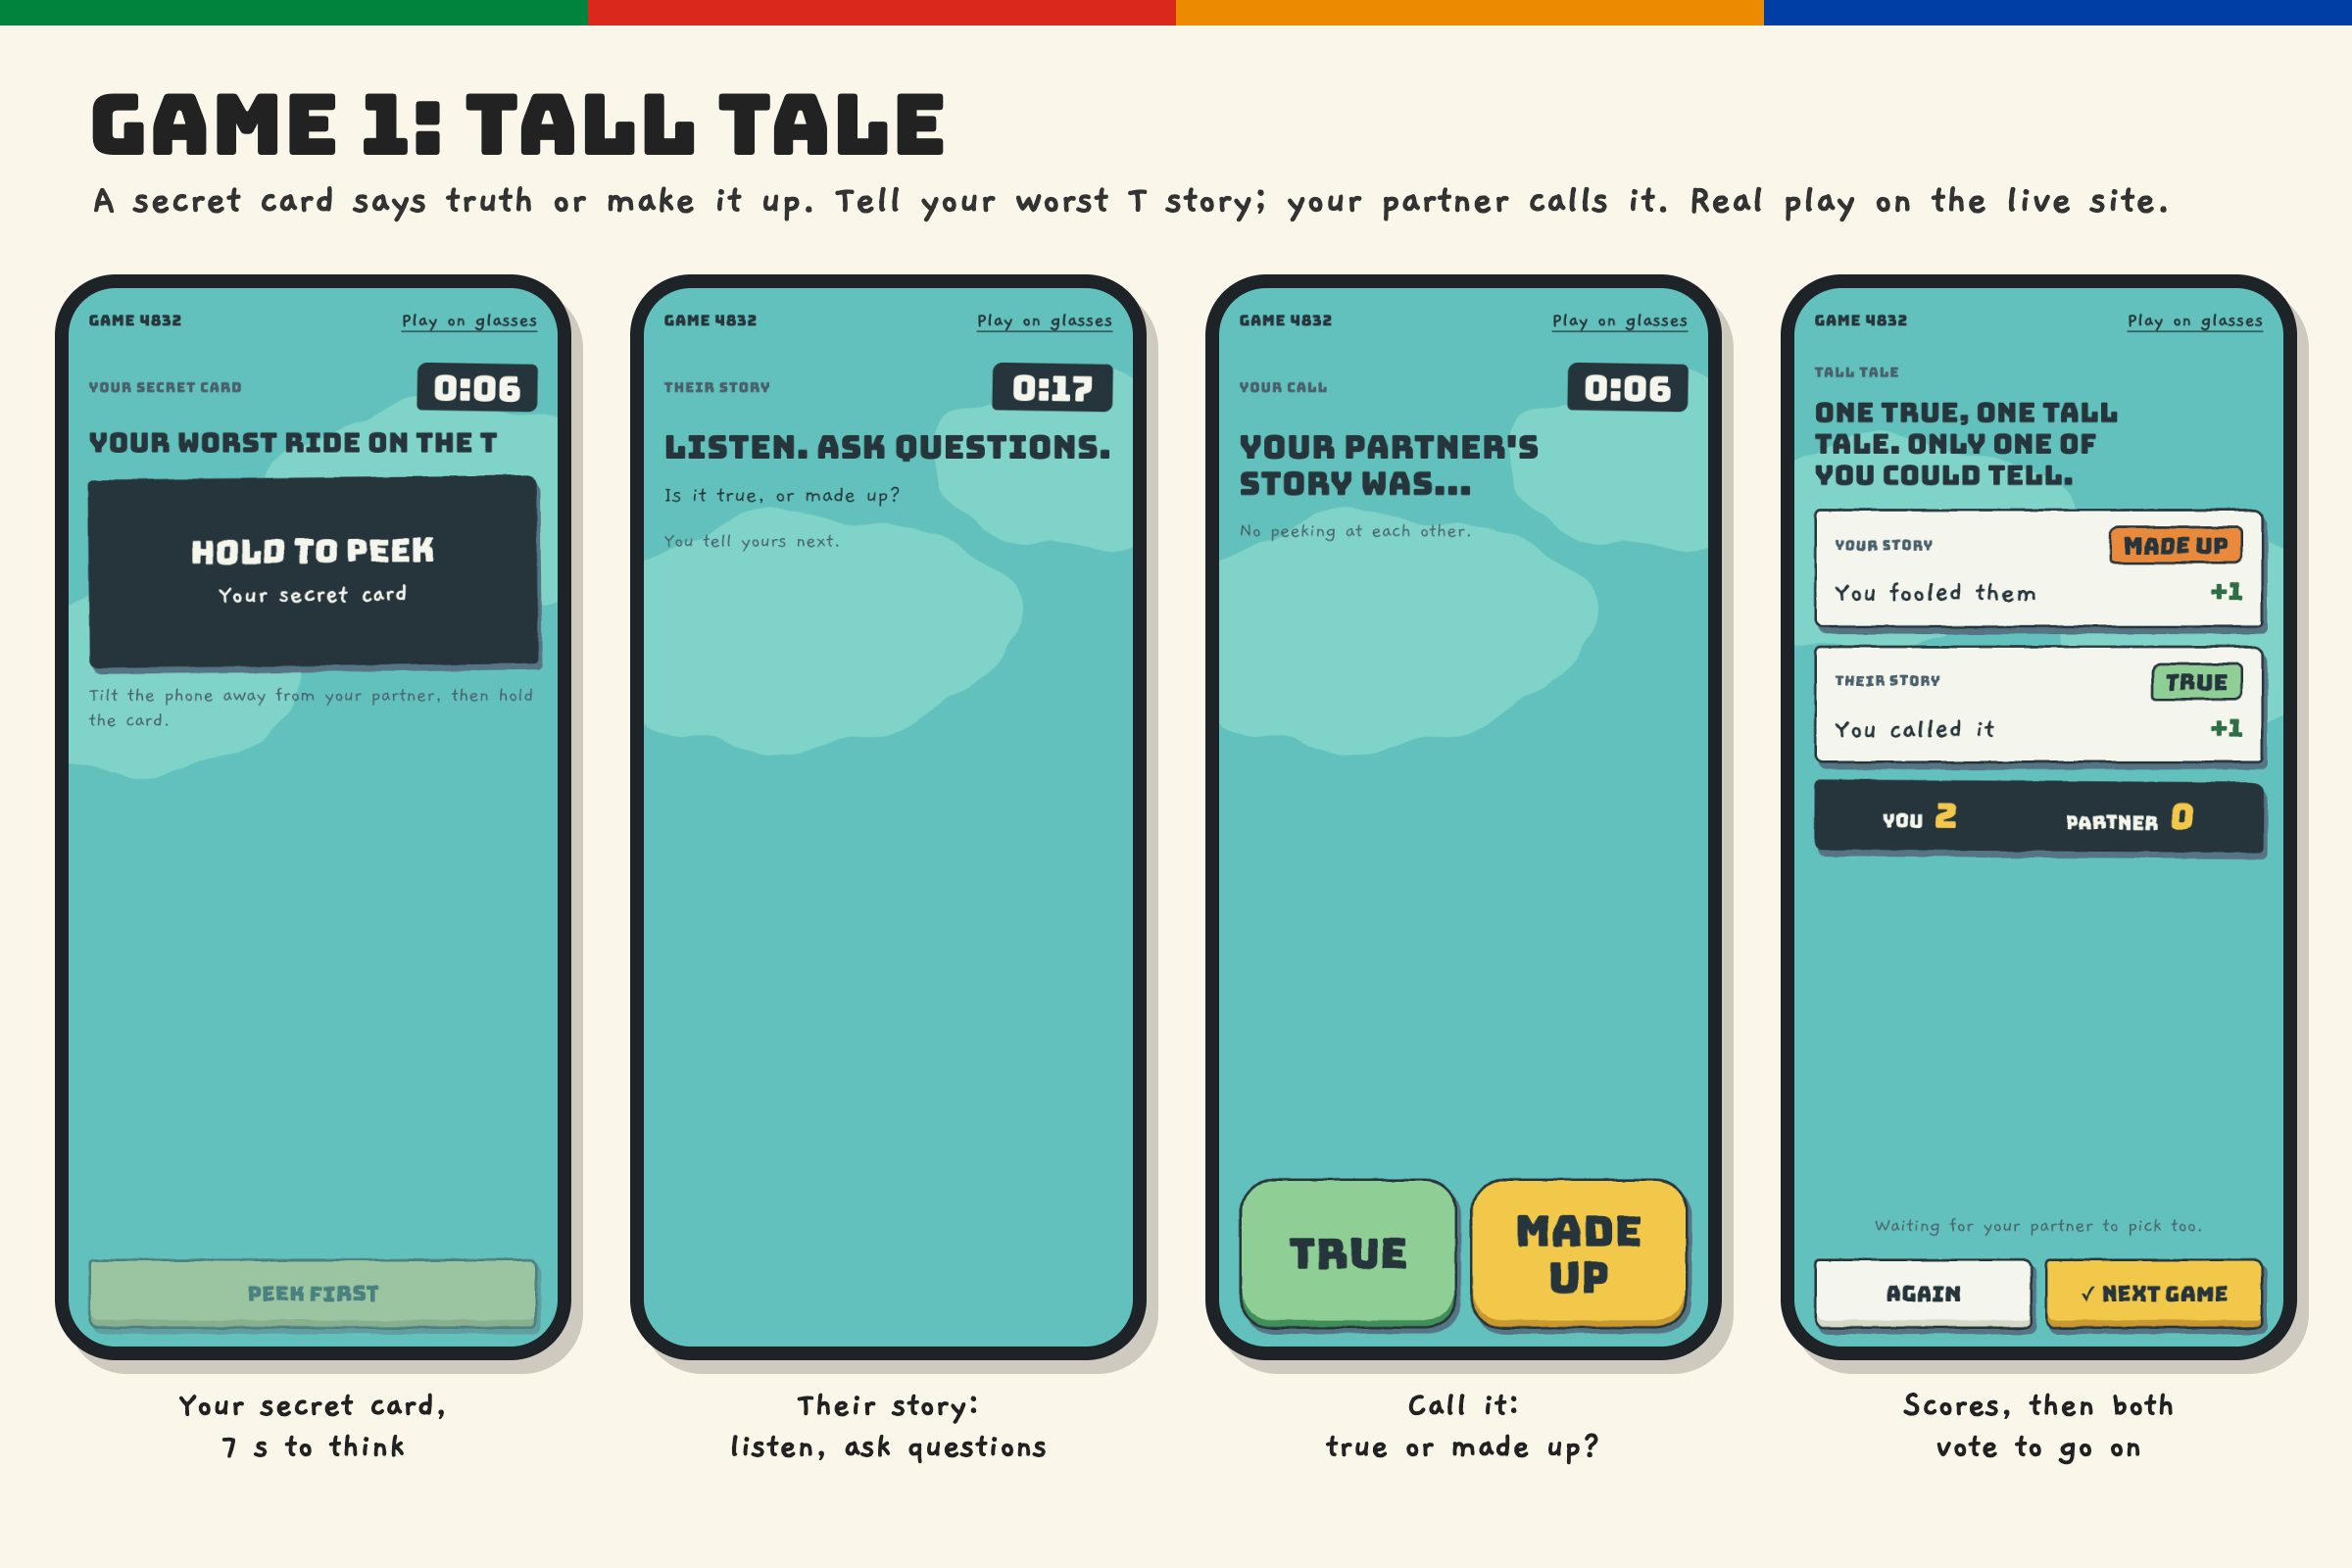 GAME 1: TALL TALE
A secret card says truth or make it up. Tell your worst T story; your partner calls it. Real play on the live site.
GAME 4832
Play on glasses
YOUR SECRET CARD
0:06
YOUR WORST RIDE ON THE T
HOLD TO PEEK
Your secret card
Tilt the phone away from your partner, then hold
the card.
PEEK FIRST
Your secret card,
7 s to think
GAME 4832
Play on glasses
THEIR STORY
0:17
LISTEN. ASK QUESTIONS.
Is it true, or made up?
You tell yours next.
Their story:
listen, ask questions
GAME 4832
Play on glasses
YOUR CALL
0:06
YOUR PARTNER'S
STORY WAS...
No peeking at each other.
TRUE
MADE
UP
Call it:
true or made up?
GAME 4832
Play on glasses
TALL TALE
ONE TRUE, ONE TALL
TALE. ONLY ONE OF
YOU COULD TELL.
YOUR STORY
MADE UP
You fooled them
+1
THEIR STORY
TRUE
You called it
+1
YOU 2
PARTNER 0
Waiting for your partner to pick too.
AGAIN
✓ NEXT GAME
Scores, then both
vote to go on